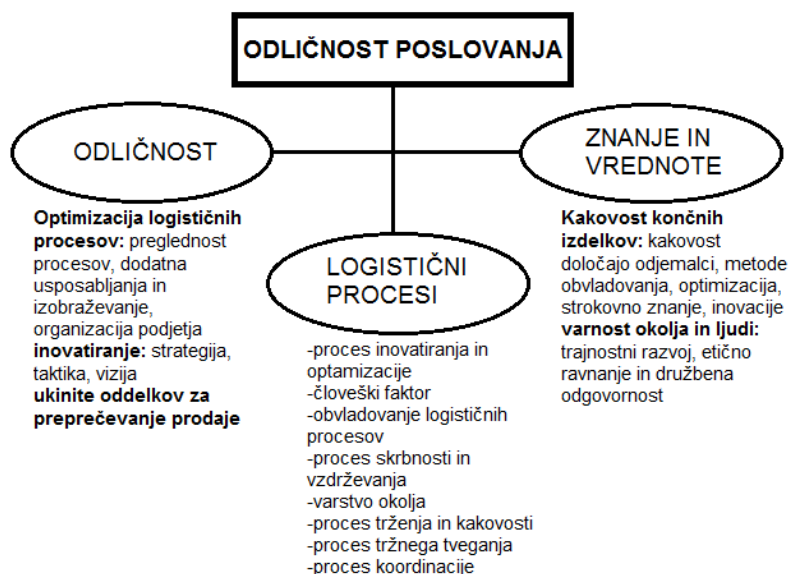 ODLIČNOST POSLOVANJA
ODLIČNOST
Optimizacija logističnih
procesov: preglednost
procesov, dodatna
usposabljanja in
izobraževanje,
organizacija podjetja
inovatiranje: strategija,
taktika, vizija
ukinite oddelkov za
preprečevanje prodaje
LOGISTIČNI
PROCESI
-proces inovatiranja in
optamizacije
-človeški faktor
-obvladovanje logističnih
procesov
-proces skrbnosti in
vzdrževanja
-varstvo okolja
-proces trženja in kakovosti
-proces tržnega tveganja
-proces koordinacije
ZNANJE IN
VREDNOTE
Kakovost končnih
izdelkov: kakovost
določajo odjemalci, metode
obvladovanja, optimizacija,
strokovno znanje, inovacije
varnost okolja in ljudi:
trajnostni razvoj, etično
ravnanje in družbena
odgovornost